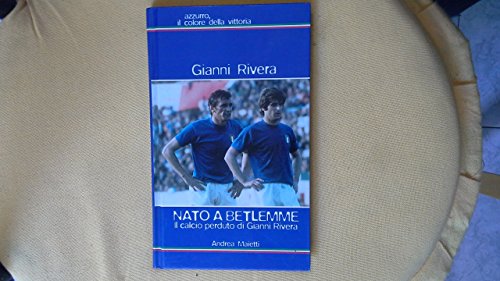 azzurro,
il colore della vittoria
Gianni Rivera
NATO A BETLEMME
Il calcio perduto di Gianni Rivera
Andrea Maietti